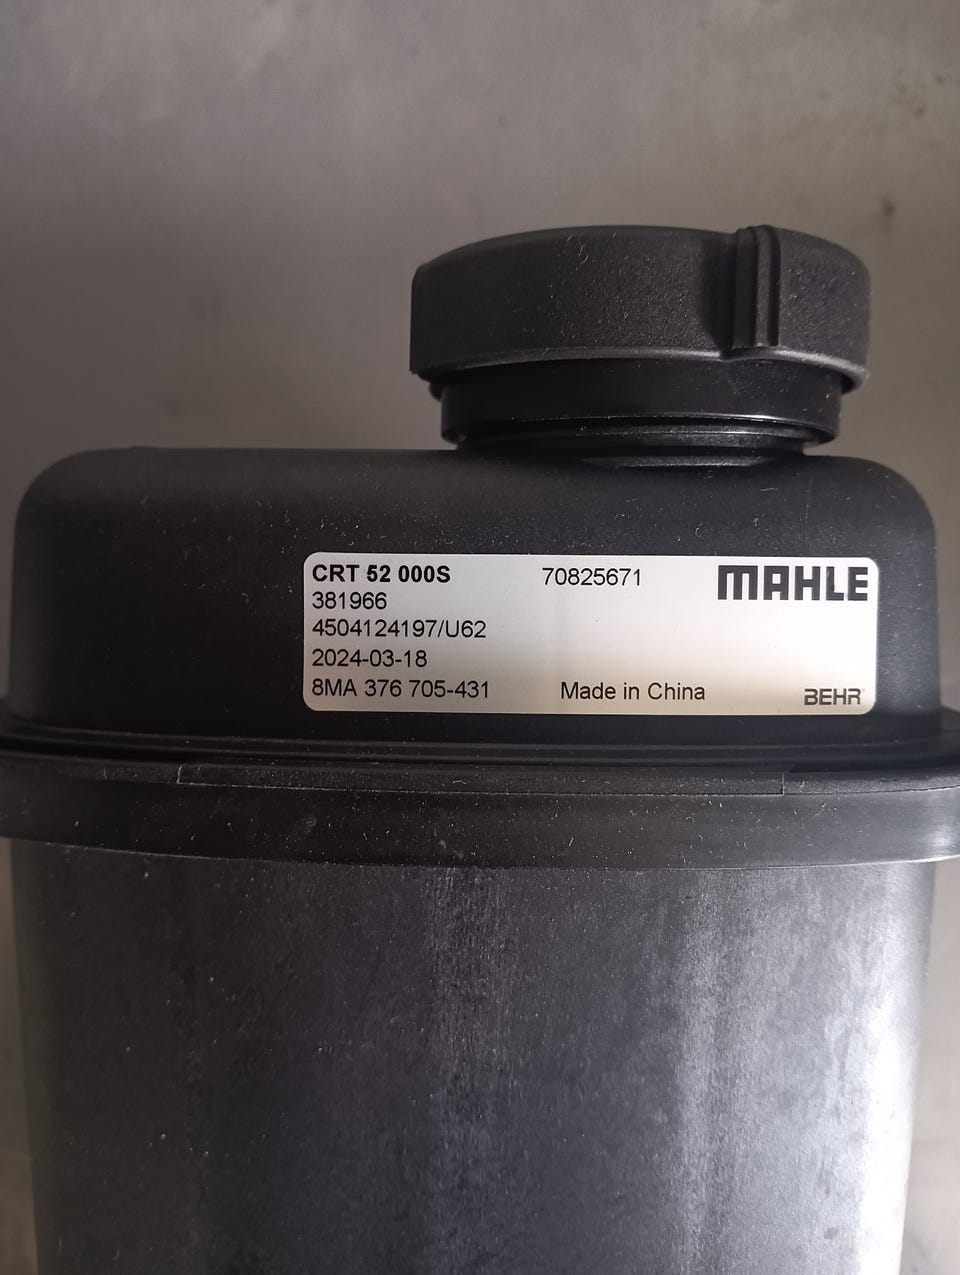 CRT 52 000S 70825671 MAHLE
381966
4504124197/U62
2024-03-18
8MA 376 705-431 Made in China BEHR